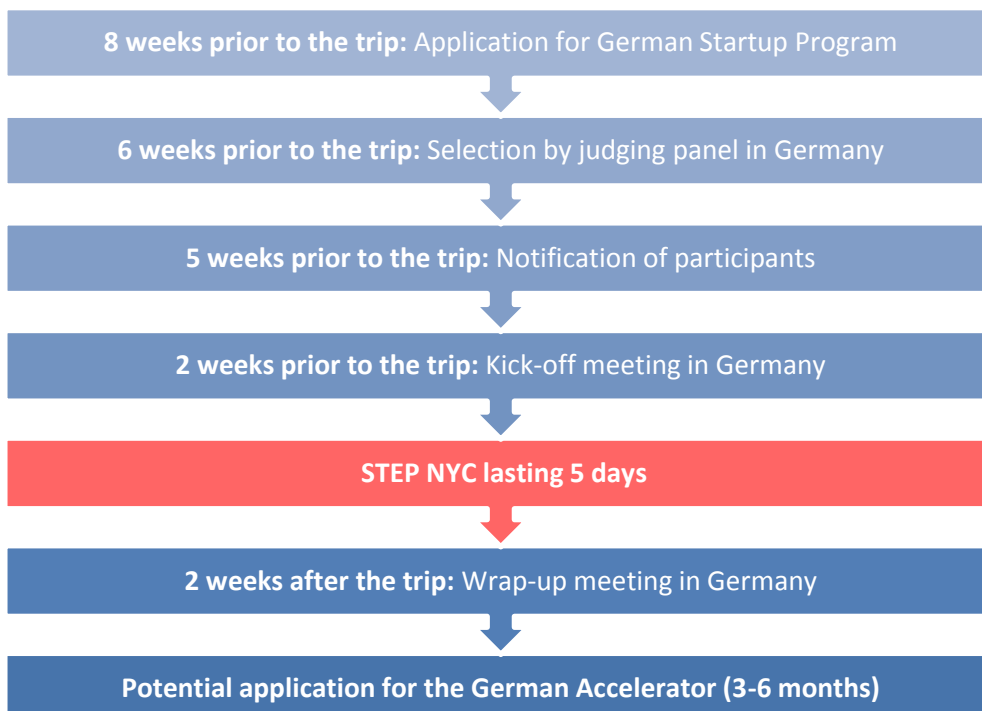 8 weeks prior to the trip: Application for German Startup Program
6 weeks prior to the trip: Selection by judging panel in Germany
5 weeks prior to the trip: Notification of participants
2 weeks prior to the trip: Kick-off meeting in Germany
STEP NYC lasting 5 days
2 weeks after the trip: Wrap-up meeting in Germany
Potential application for the German Accelerator (3-6 months)